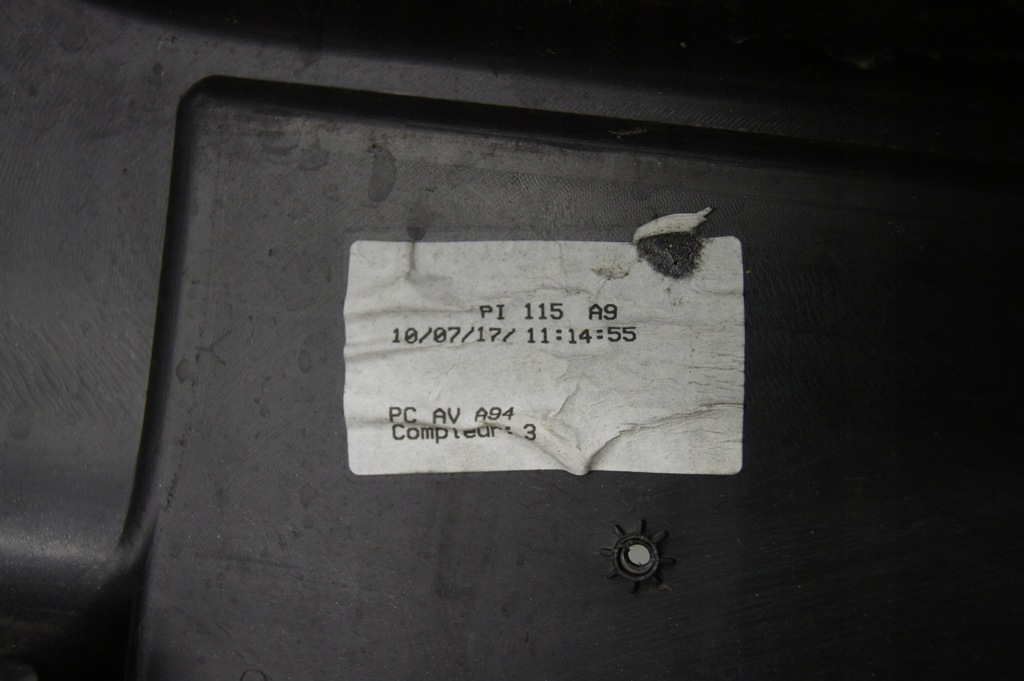 PI 115 A9
10/07/17/ 11:14:55
PC AV A94
Compteur: 3